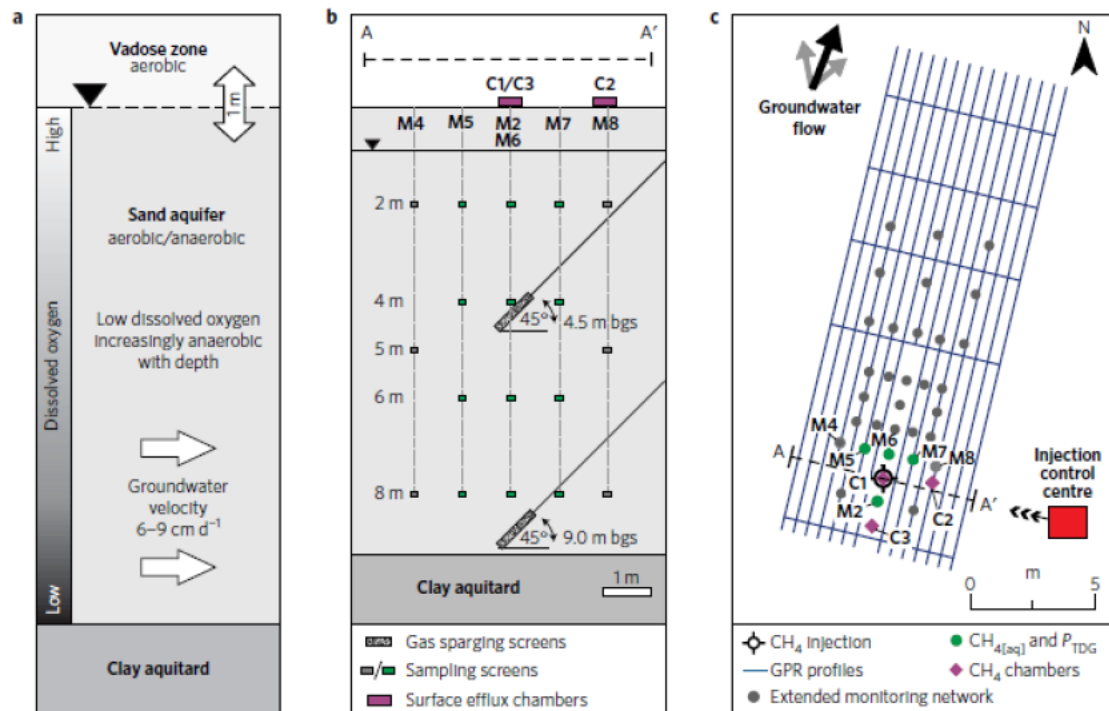 a
Vadose zone
aerobic
1 m
High
Dissolved oxygen
Low
Sand aquifer
aerobic/anaerobic
Low dissolved oxygen
increasingly anaerobic
with depth
Groundwater
velocity
6–9 cm d⁻¹
Clay aquitard
b
A A′
C1/C3 C2
M4 M5 M2 M7 M8
M6
2 m
4 m
45° 4.5 m bgs
5 m
6 m
8 m
45° 9.0 m bgs
Clay aquitard
1 m
Gas sparging screens
Sampling screens
Surface efflux chambers
c
N
Groundwater
flow
M4
M6
M5
M7
M8
A
C1
A′
M2
C2
C3
Injection
control
centre
0 m 5
CH₄ injection
CH₄[aq] and P_TDG
GPR profiles
CH₄ chambers
Extended monitoring network